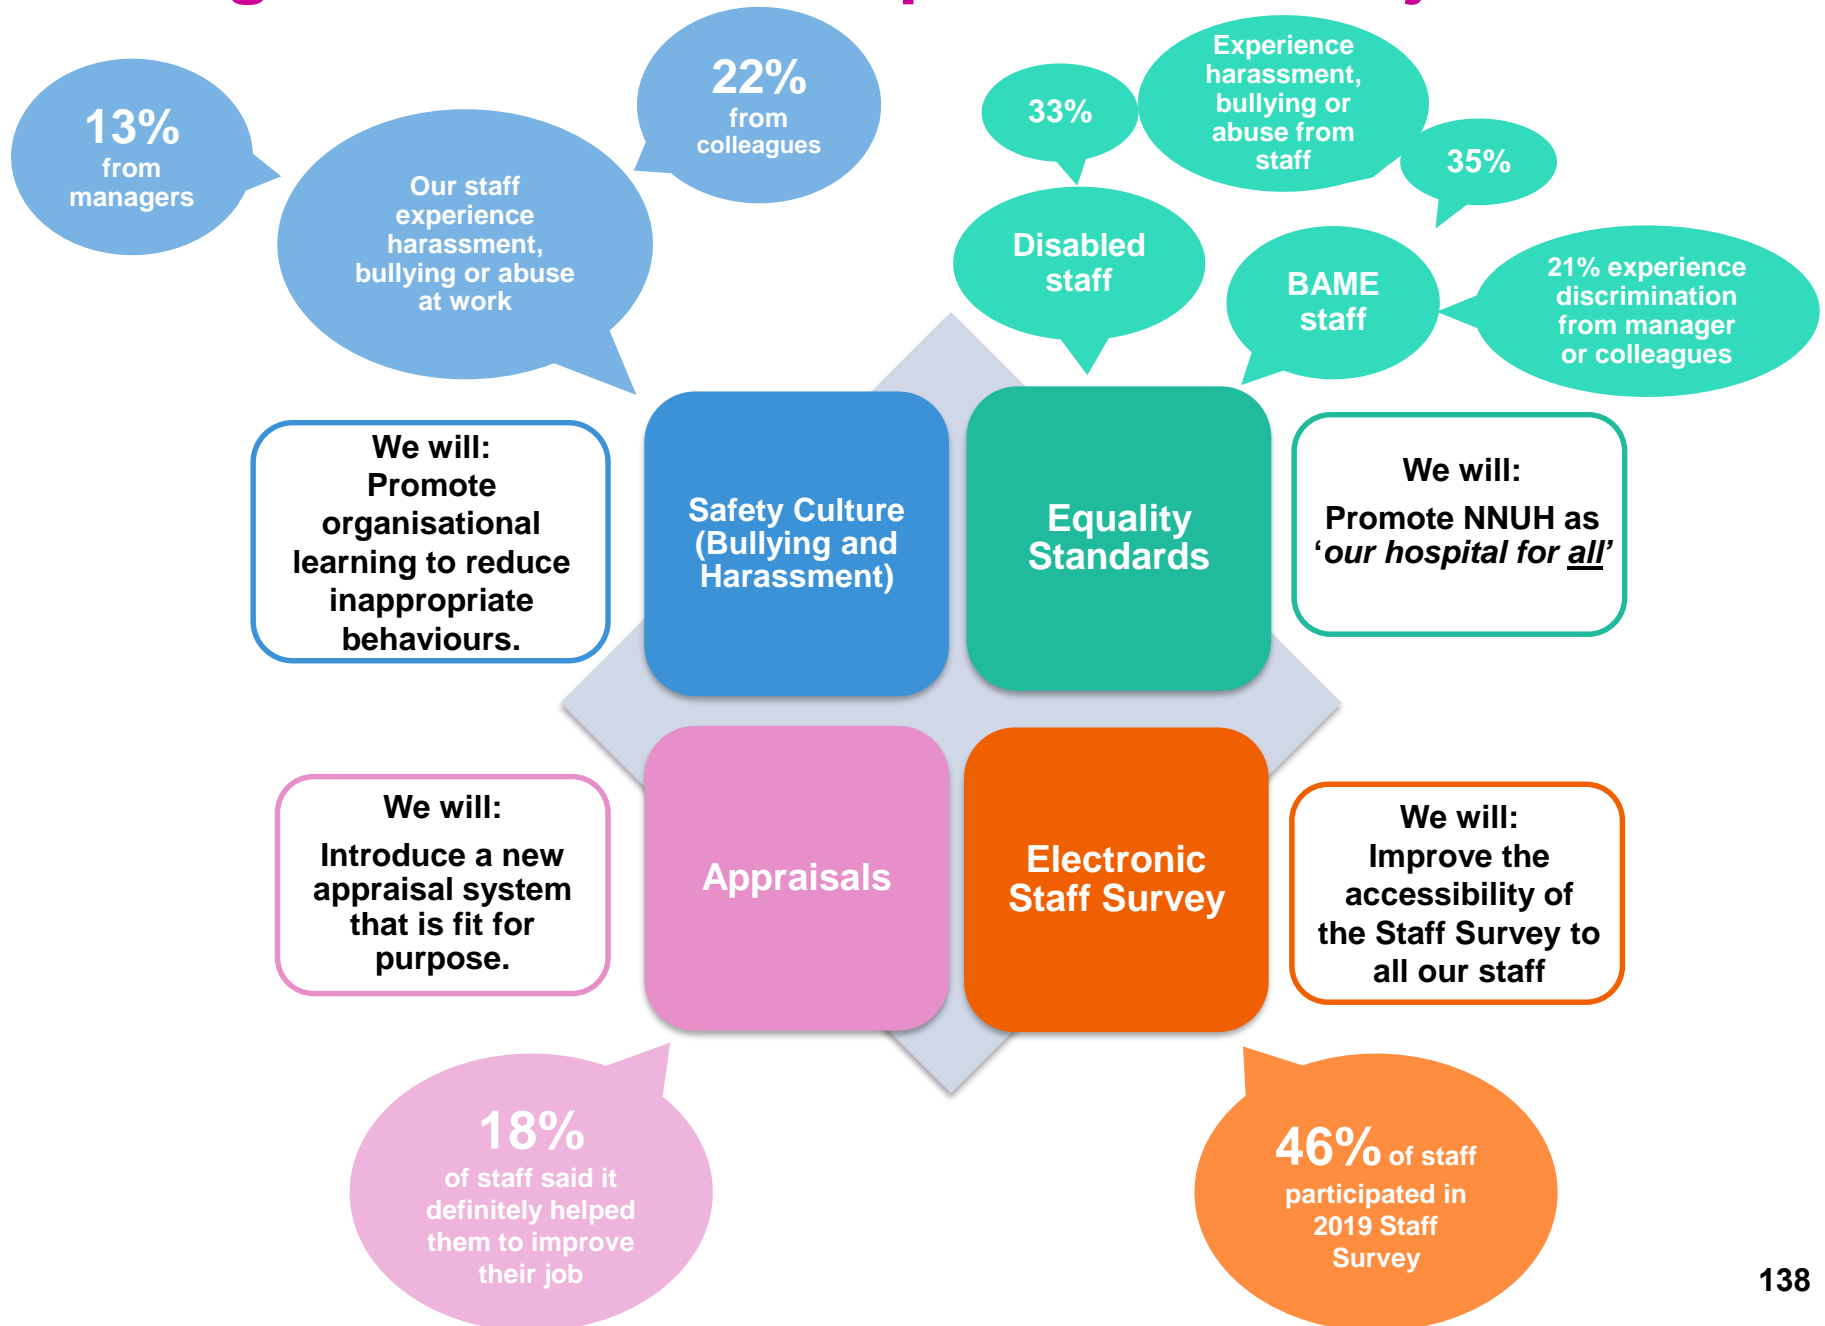 13%
from
managers
Our staff
experience
harassment,
bullying or abuse
at work
22%
from
colleagues
33%
Experience
harassment,
bullying or
abuse from
staff
35%
Disabled
staff
BAME
staff
21% experience
discrimination
from manager
or colleagues
We will:
Promote
organisational
learning to reduce
inappropriate
behaviours.
Safety Culture
(Bullying and
Harassment)
Equality
Standards
We will:
Promote NNUH as
‘our hospital for all’
We will:
Introduce a new
appraisal system
that is fit for
purpose.
Appraisals
Electronic
Staff Survey
We will:
Improve the
accessibility of
the Staff Survey to
all our staff
18%
of staff said it
definitely helped
them to improve
their job
46% of staff
participated in
2019 Staff
Survey
138